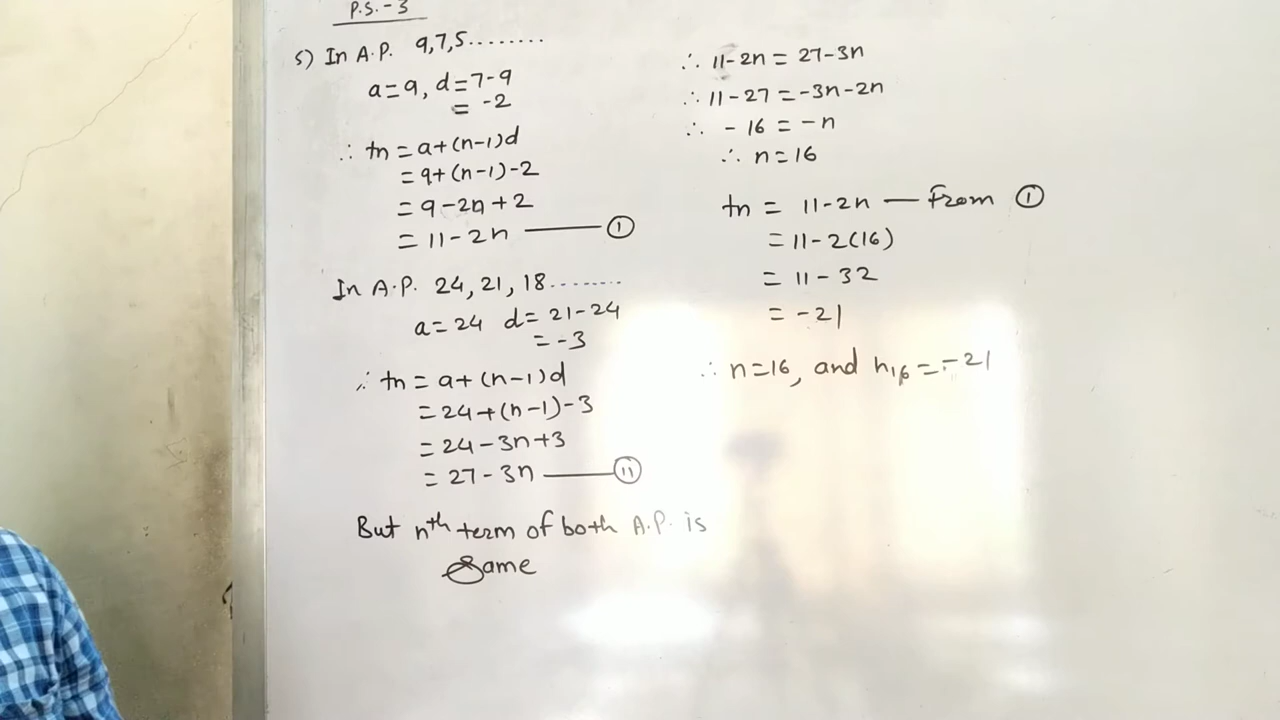 P.S.-3
5) In A.P. 9,7,5........
a=9, d=7-9
= -2
∴ tn = a+(n-1)d
= 9+(n-1)-2
= 9-2n+2
= 11-2n —— ①
In A.P. 24, 21, 18........
a=24 d= 21-24
= -3
∴ tn = a+(n-1)d
= 24+(n-1)-3
= 24-3n+3
= 27-3n —— ⓘⓘ
But nth term of both A.P. is
Same
∴ 11-2n = 27-3n
∴ 11-27 = -3n-2n
∴ -16 = -n
∴ n=16
tn = 11-2n — From ①
= 11-2(16)
= 11-32
= -21
∴ n=16, and n16 = -21